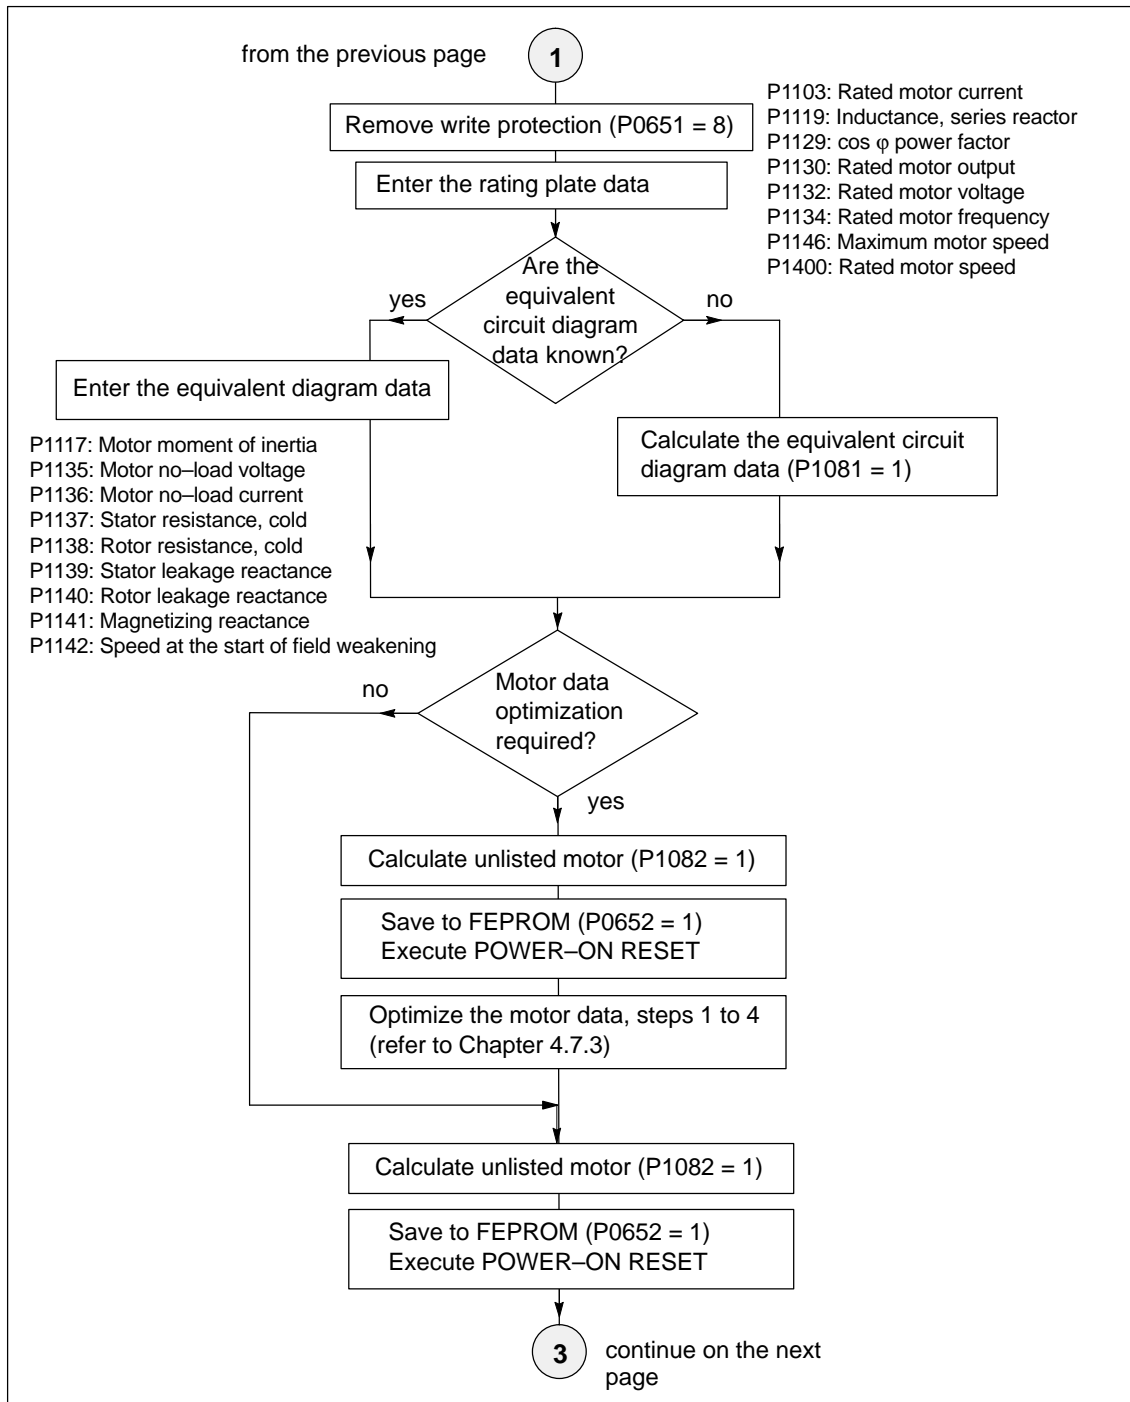 from the previous page
1
P1103: Rated motor current
P1119: Inductance, series reactor
P1129: cos φ power factor
P1130: Rated motor output
P1132: Rated motor voltage
P1134: Rated motor frequency
P1146: Maximum motor speed
P1400: Rated motor speed
Remove write protection (P0651 = 8)
Enter the rating plate data
Are the
equivalent
circuit diagram
data known?
yes
no
Enter the equivalent diagram data
Calculate the equivalent circuit
diagram data (P1081 = 1)
P1117: Motor moment of inertia
P1135: Motor no–load voltage
P1136: Motor no–load current
P1137: Stator resistance, cold
P1138: Rotor resistance, cold
P1139: Stator leakage reactance
P1140: Rotor leakage reactance
P1141: Magnetizing reactance
P1142: Speed at the start of field weakening
Motor data
optimization
required?
no
yes
Calculate unlisted motor (P1082 = 1)
Save to FEPROM (P0652 = 1)
Execute POWER–ON RESET
Optimize the motor data, steps 1 to 4
(refer to Chapter 4.7.3)
Calculate unlisted motor (P1082 = 1)
Save to FEPROM (P0652 = 1)
Execute POWER–ON RESET
3
continue on the next
page